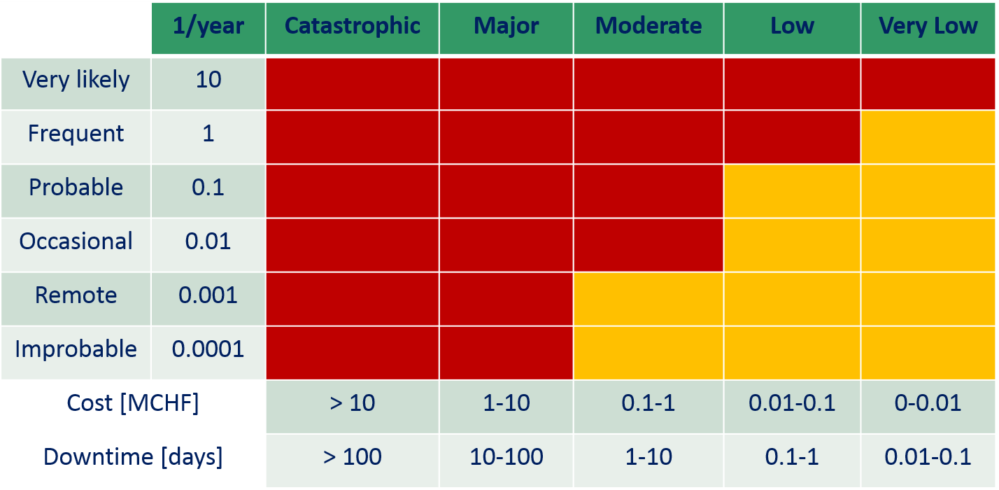 1/year Catastrophic Major Moderate Low Very Low
Very likely 10
Frequent 1
Probable 0.1
Occasional 0.01
Remote 0.001
Improbable 0.0001
Cost [MCHF] > 10 1-10 0.1-1 0.01-0.1 0-0.01
Downtime [days] > 100 10-100 1-10 0.1-1 0.01-0.1